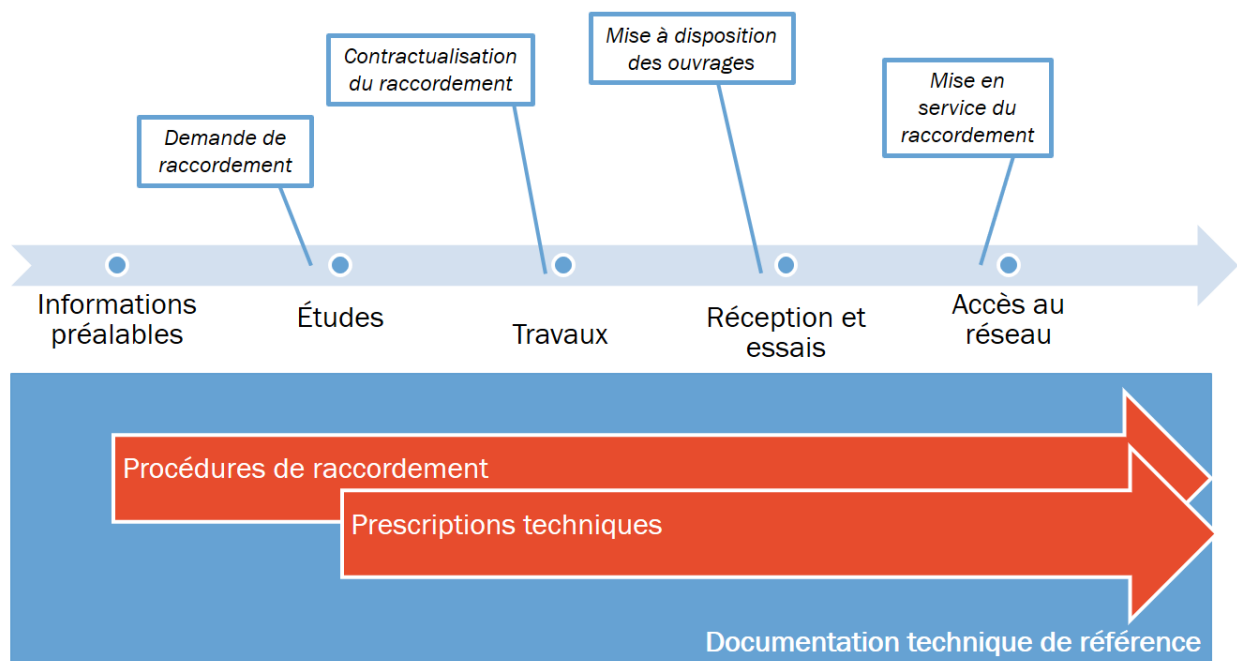 Mise à disposition
des ouvrages
Contractualisation
du raccordement
Mise en
service du
raccordement
Demande de
raccordement
Informations
préalables
Études
Travaux
Réception et
essais
Accès au
réseau
Procédures de raccordement
Prescriptions techniques
Documentation technique de référence